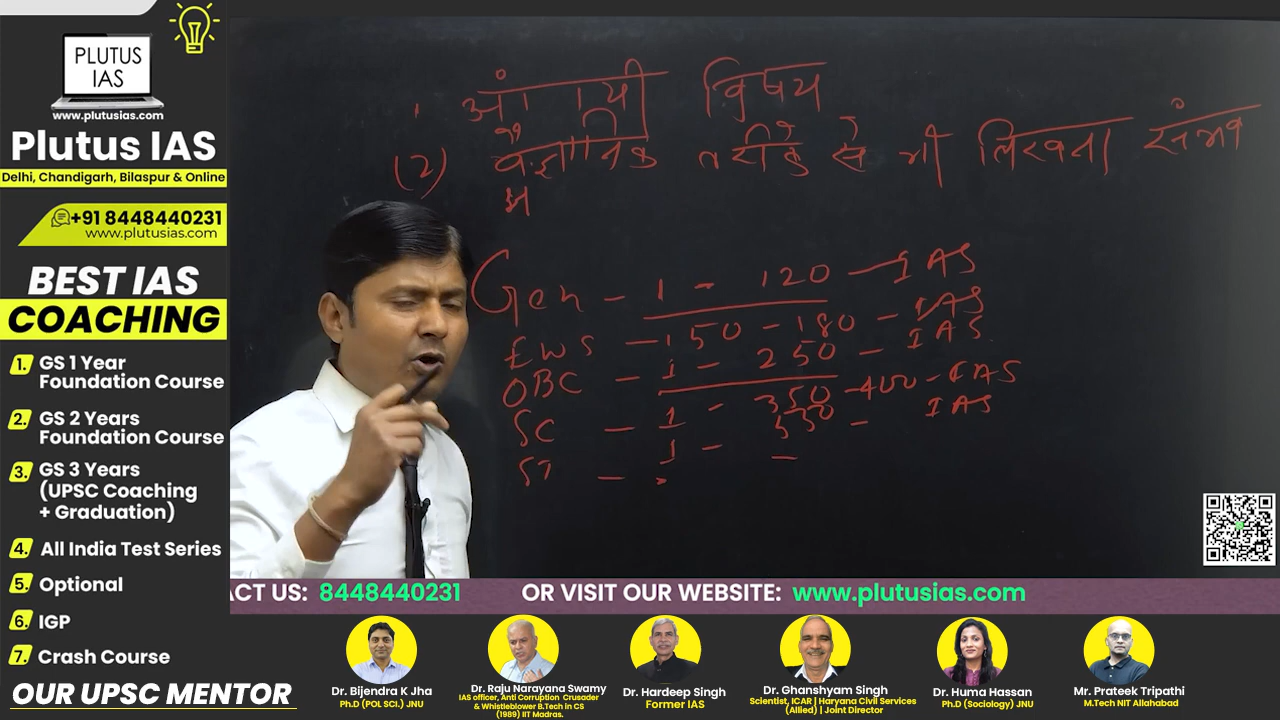 PLUTUS
IAS
www.plutusias.com
Plutus IAS
Delhi, Chandigarh, Bilaspur & Online
+91 8448440231
www.plutusias.com
BEST IAS
COACHING
1. GS 1 Year
Foundation Course
2. GS 2 Years
Foundation Course
3. GS 3 Years
(UPSC Coaching
+ Graduation)
4. All India Test Series
5. Optional
6. IGP
7. Crash Course
OUR UPSC MENTOR
विषय
(2) वैज्ञानिक तरीके से भी लिखना संभव
Gen - 1 - 120 - IAS
EWS - 150 - 180 - IAS
OBC - 1 - 250 - IAS
SC - 1 - 350 - 400 - IAS
ST - 1 - 350 - IAS
ACT US: 8448440231 OR VISIT OUR WEBSITE: www.plutusias.com
Dr. Bijendra K Jha
Ph.D (POL SCI.) JNU
Dr. Raju Narayana Swamy
IAS officer, Anti Corruption Crusader
& Whistleblower B.Tech in CS
(1989) IIT Madras.
Dr. Hardeep Singh
Former IAS
Dr. Ghanshyam Singh
Scientist, ICAR | Haryana Civil Services
(Allied) | Joint Director
Dr. Huma Hassan
Ph.D (Sociology) JNU
Mr. Prateek Tripathi
M.Tech NIT Allahabad